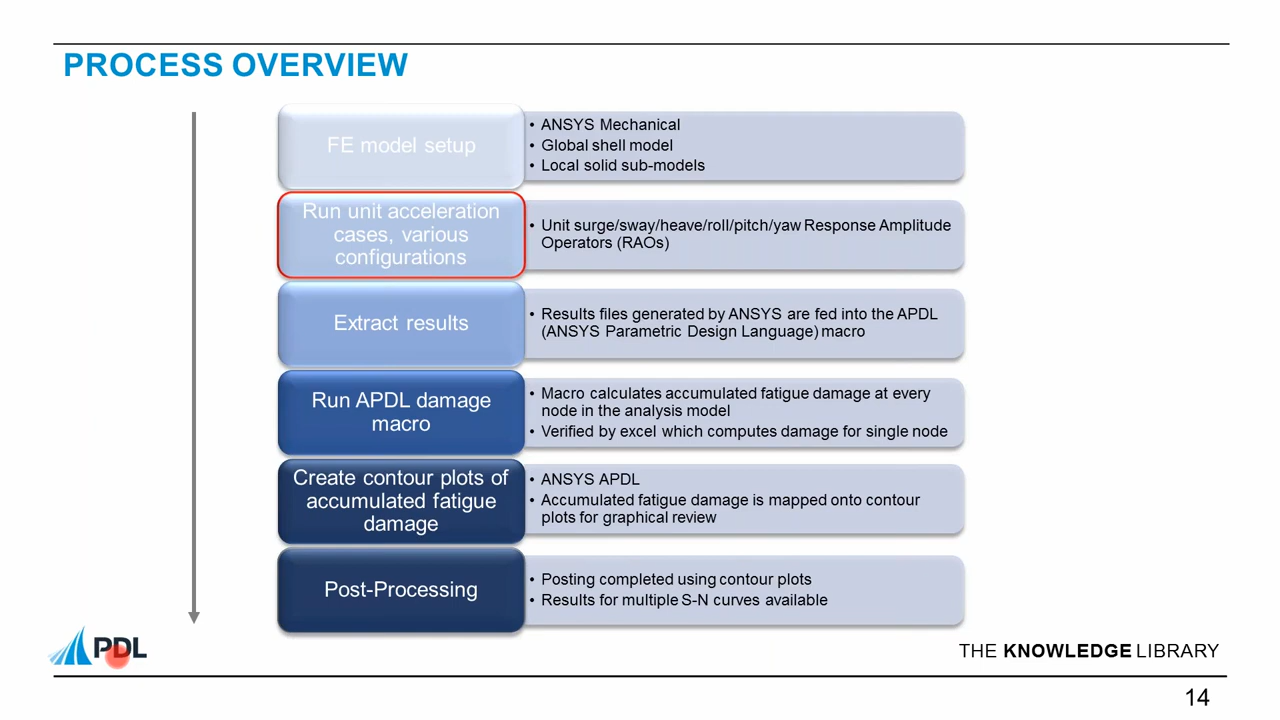 PROCESS OVERVIEW
FE model setup
• ANSYS Mechanical
• Global shell model
• Local solid sub-models
Run unit acceleration
cases, various
configurations
• Unit surge/sway/heave/roll/pitch/yaw Response Amplitude
Operators (RAOs)
Extract results
• Results files generated by ANSYS are fed into the APDL
(ANSYS Parametric Design Language) macro
Run APDL damage
macro
• Macro calculates accumulated fatigue damage at every
node in the analysis model
• Verified by excel which computes damage for single node
Create contour plots of
accumulated fatigue
damage
• ANSYS APDL
• Accumulated fatigue damage is mapped onto contour
plots for graphical review
Post-Processing
• Posting completed using contour plots
• Results for multiple S-N curves available
PDL
THE KNOWLEDGE LIBRARY
14